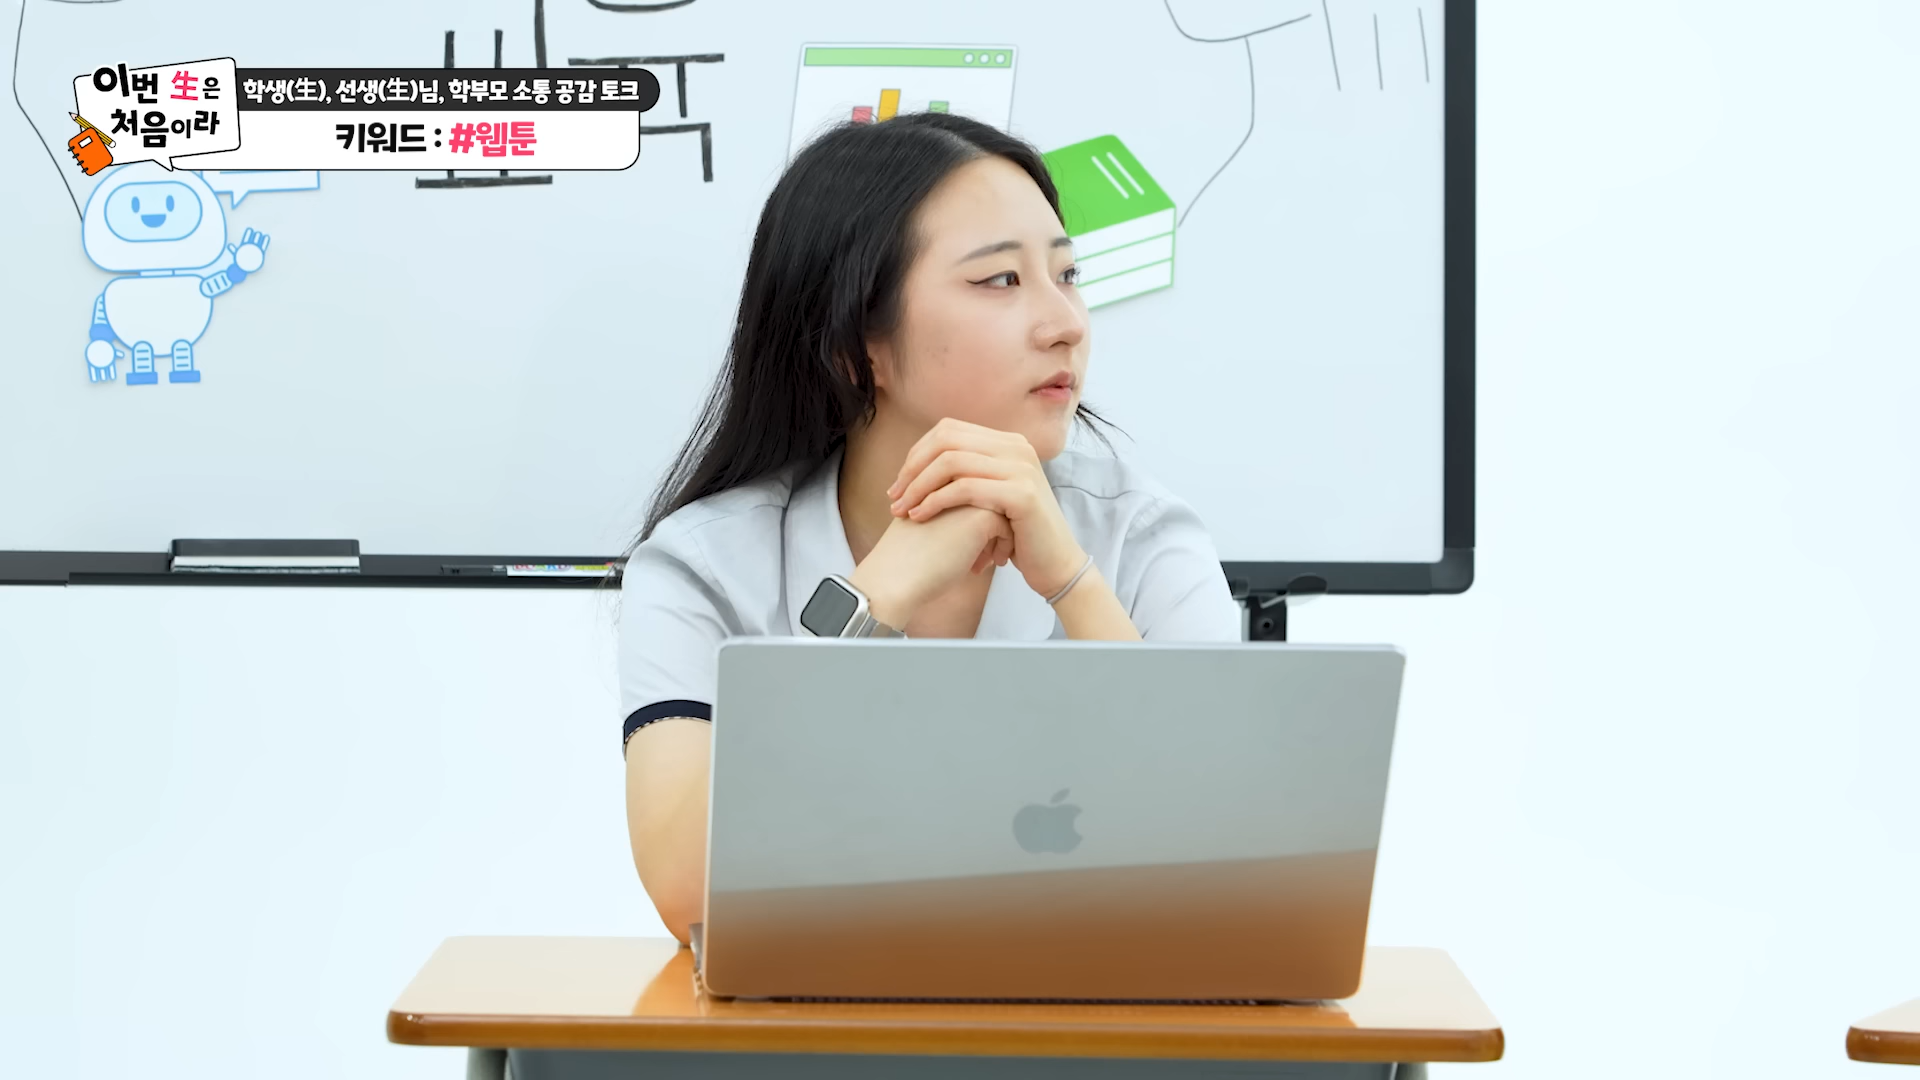 이번 生은
처음이라
학생(生), 선생(生)님, 학부모 소통 공감 토크
키워드 : #웹툰